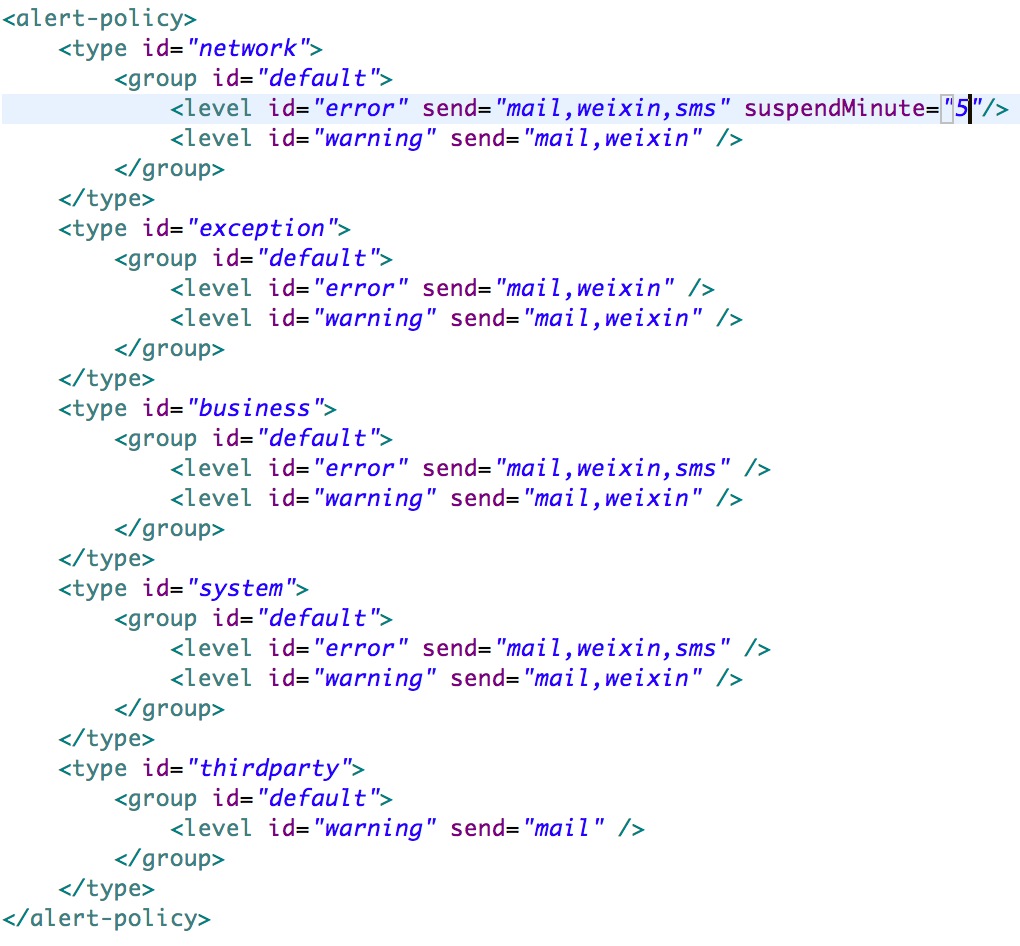 <alert-policy>
    <type id="network">
        <group id="default">
            <level id="error" send="mail,weixin,sms" suspendMinute="5"/>
            <level id="warning" send="mail,weixin" />
        </group>
    </type>
    <type id="exception">
        <group id="default">
            <level id="error" send="mail,weixin" />
            <level id="warning" send="mail,weixin" />
        </group>
    </type>
    <type id="business">
        <group id="default">
            <level id="error" send="mail,weixin,sms" />
            <level id="warning" send="mail,weixin" />
        </group>
    </type>
    <type id="system">
        <group id="default">
            <level id="error" send="mail,weixin,sms" />
            <level id="warning" send="mail,weixin" />
        </group>
    </type>
    <type id="thirdparty">
        <group id="default">
            <level id="warning" send="mail" />
        </group>
    </type>
</alert-policy>